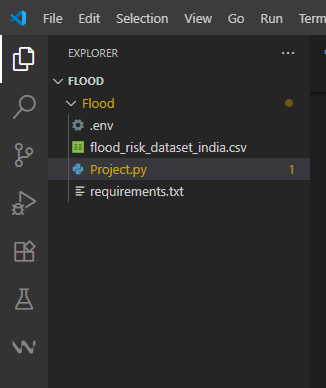 File Edit Selection View Go Run Term
EXPLORER
FLOOD
Flood
.env
flood_risk_dataset_india.csv
Project.py 1
requirements.txt